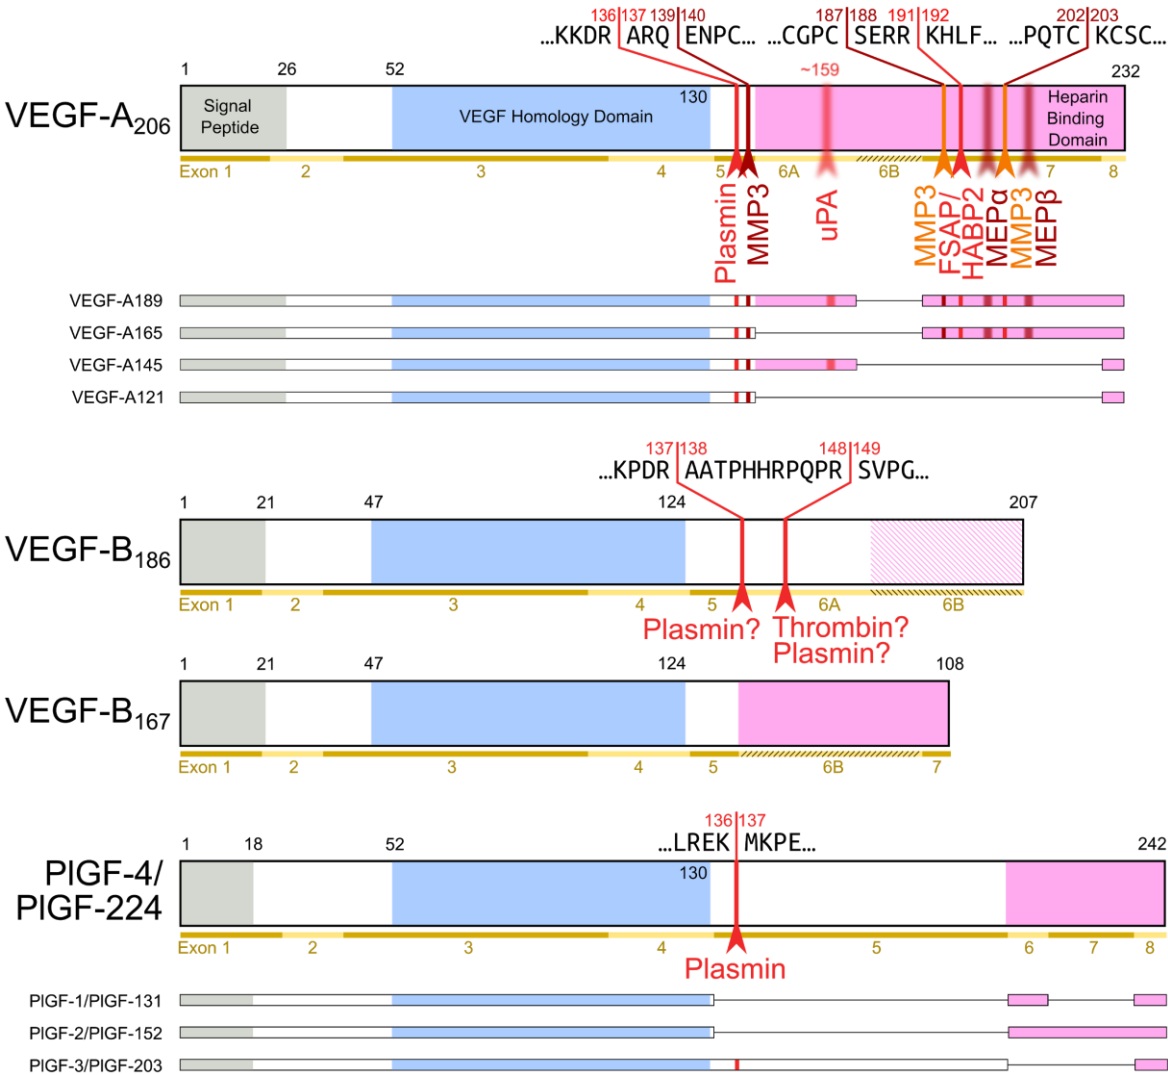 136 137 139 140 187 188 191 192 202 203
...KKDR ARQ ENPC... ...CGPC SERR KHLF... ...PQTC KCSC...
1 26 52 ~159 232
VEGF-A206
Signal Peptide
VEGF Homology Domain
130
Heparin Binding Domain
Exon 1 2 3 4 5 6A 6B 7 8
Plasmin
MMP3
uPA
MMP3
FSAP/
HABP2
MEPα
MMP3
MEPβ
VEGF-A189
VEGF-A165
VEGF-A145
VEGF-A121
137 138 148 149
...KPDR AATPHHRPQPR SVPG...
1 21 47 124 207
VEGF-B186
Exon 1 2 3 4 5 6A 6B
Plasmin? Thrombin?
Plasmin?
1 21 47 124 108
VEGF-B167
Exon 1 2 3 4 5 6B 7
136 137
...LREK MKPE...
1 18 52 242
PlGF-4/
PlGF-224
130
Exon 1 2 3 4 5 6 7 8
Plasmin
PlGF-1/PlGF-131
PlGF-2/PlGF-152
PlGF-3/PlGF-203